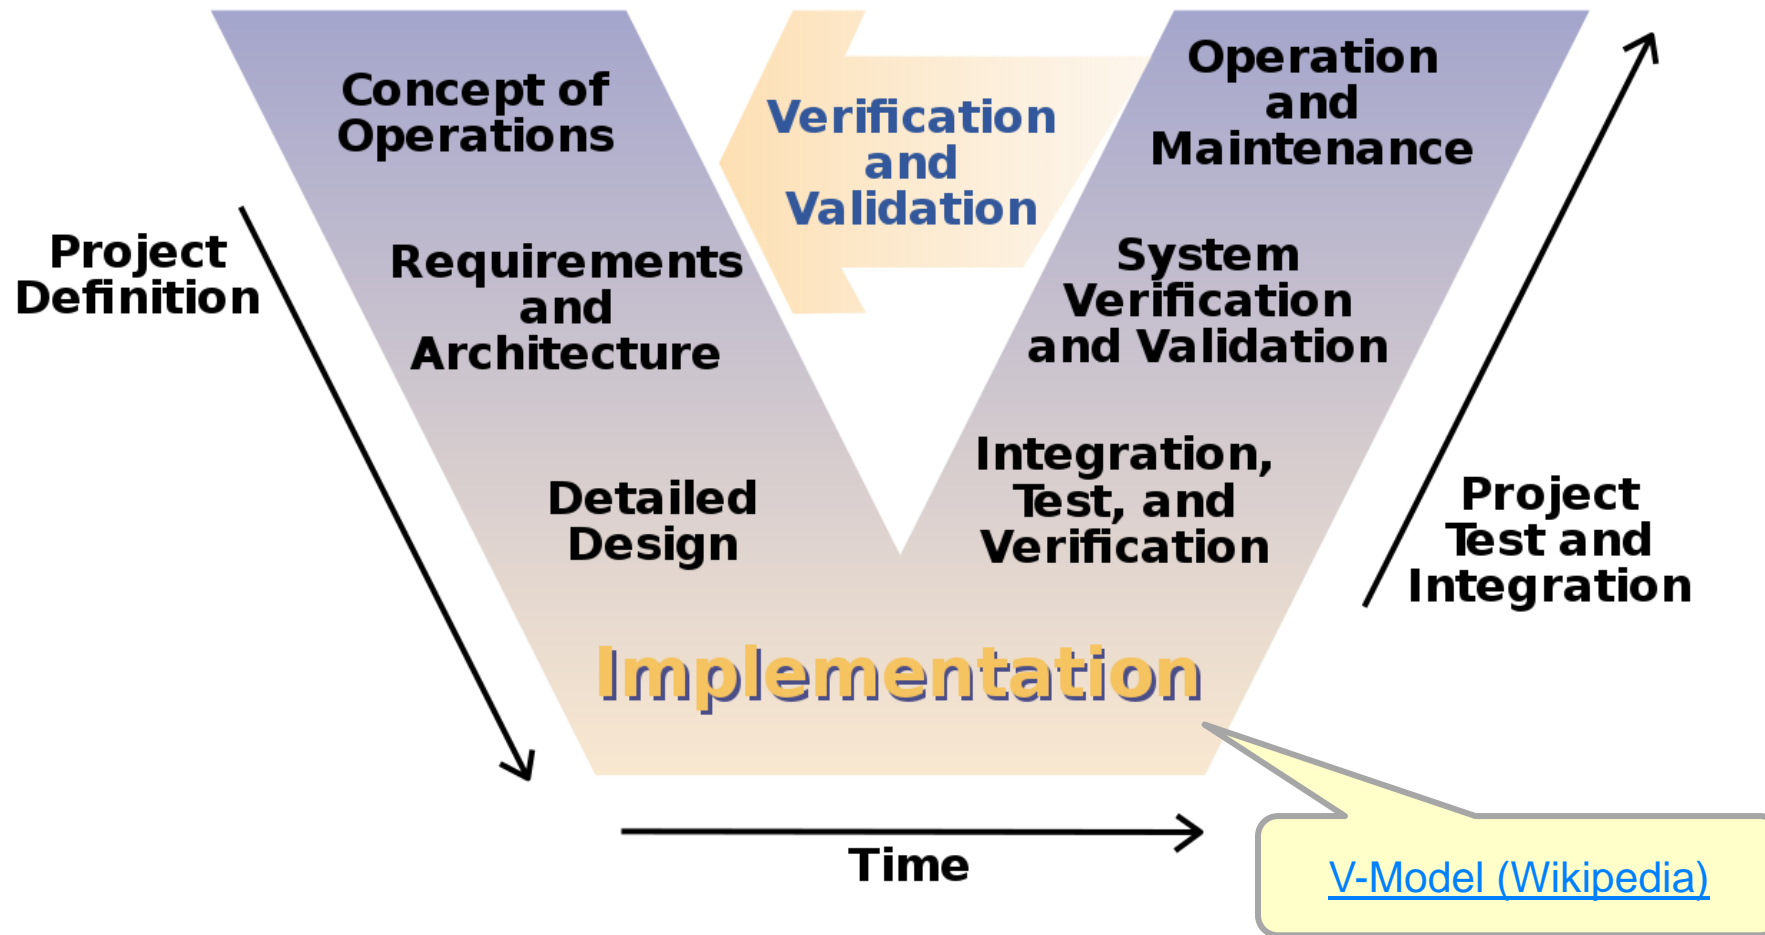 Concept of
Operations
Verification
and
Validation
Operation
and
Maintenance
Project
Definition
Requirements
and
Architecture
System
Verification
and Validation
Detailed
Design
Integration,
Test, and
Verification
Project
Test and
Integration
Implementation
Time
V-Model (Wikipedia)